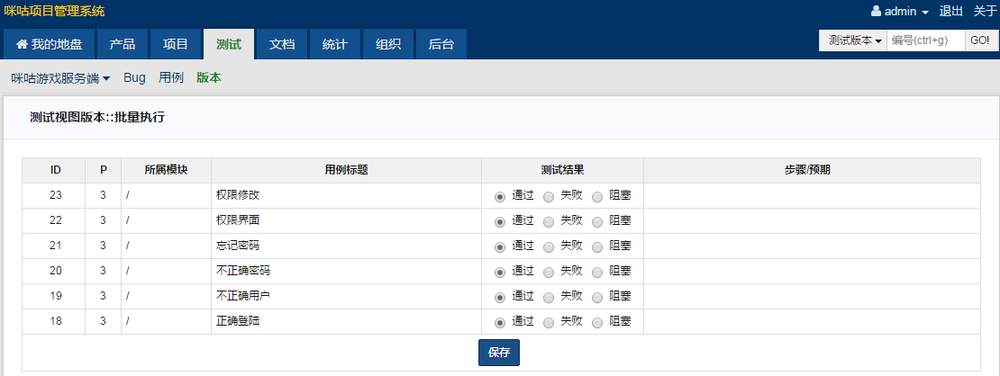 咪咕项目管理系统 admin 退出 关于
我的地盘 产品 项目 测试 文档 统计 组织 后台 测试版本 编号(ctrl+g) GO!
咪咕游戏服务端 Bug 用例 版本
测试视图版本::批量执行
ID P 所属模块 用例标题 测试结果 步骤/预期
23 3 / 权限修改 通过 失败 阻塞
22 3 / 权限界面 通过 失败 阻塞
21 3 / 忘记密码 通过 失败 阻塞
20 3 / 不正确密码 通过 失败 阻塞
19 3 / 不正确用户 通过 失败 阻塞
18 3 / 正确登陆 通过 失败 阻塞
保存